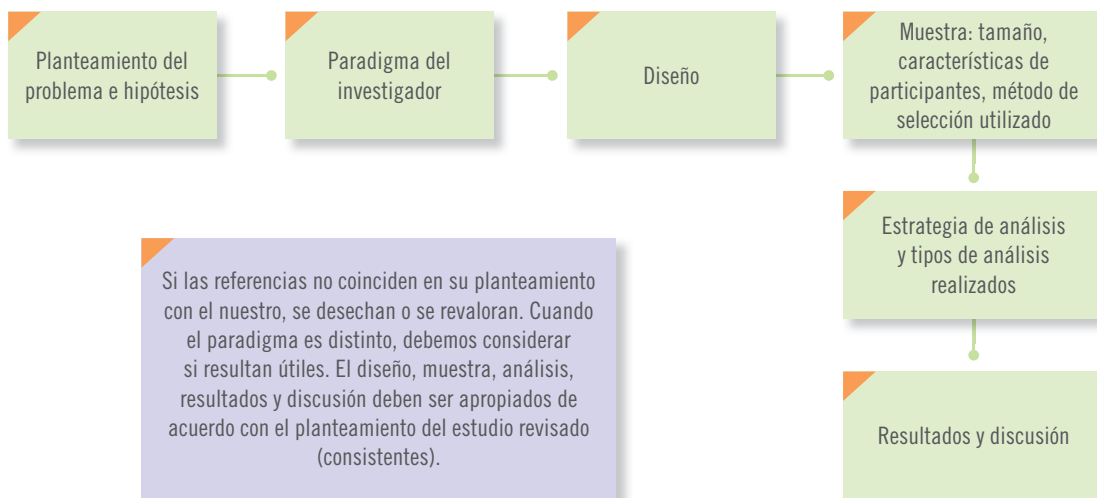 Planteamiento del
problema e hipótesis
Paradigma del
investigador
Diseño
Muestra: tamaño,
características de
participantes, método de
selección utilizado
Estrategia de análisis
y tipos de análisis
realizados
Resultados y discusión
Si las referencias no coinciden en su planteamiento
con el nuestro, se desechan o se revaloran. Cuando
el paradigma es distinto, debemos considerar
si resultan útiles. El diseño, muestra, análisis,
resultados y discusión deben ser apropiados de
acuerdo con el planteamiento del estudio revisado
(consistentes).